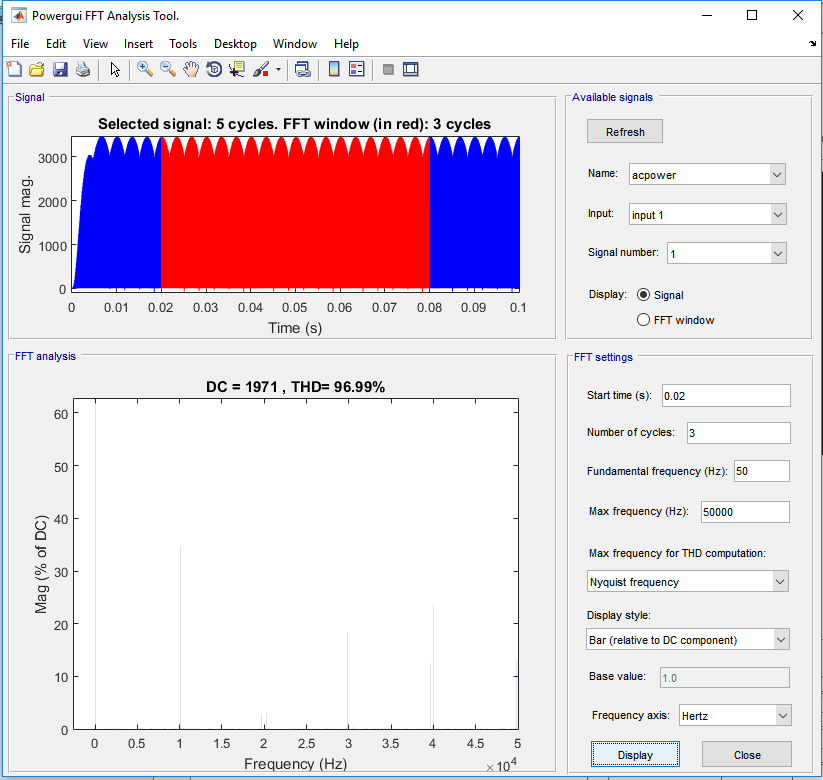 Powergui FFT Analysis Tool.
File Edit View Insert Tools Desktop Window Help
Signal
Selected signal: 5 cycles. FFT window (in red): 3 cycles
3000
2000
1000
0
Signal mag.
0 0.01 0.02 0.03 0.04 0.05 0.06 0.07 0.08 0.09 0.1
Time (s)
Available signals
Refresh
Name: acpower
Input: input 1
Signal number: 1
Display: Signal
FFT window
FFT analysis
DC = 1971 , THD= 96.99%
60
50
40
30
20
10
0
Mag (% of DC)
0 0.5 1 1.5 2 2.5 3 3.5 4 4.5 5
Frequency (Hz)
×10^4
FFT settings
Start time (s): 0.02
Number of cycles: 3
Fundamental frequency (Hz): 50
Max frequency (Hz): 50000
Max frequency for THD computation:
Nyquist frequency
Display style:
Bar (relative to DC component)
Base value: 1.0
Frequency axis: Hertz
Display Close